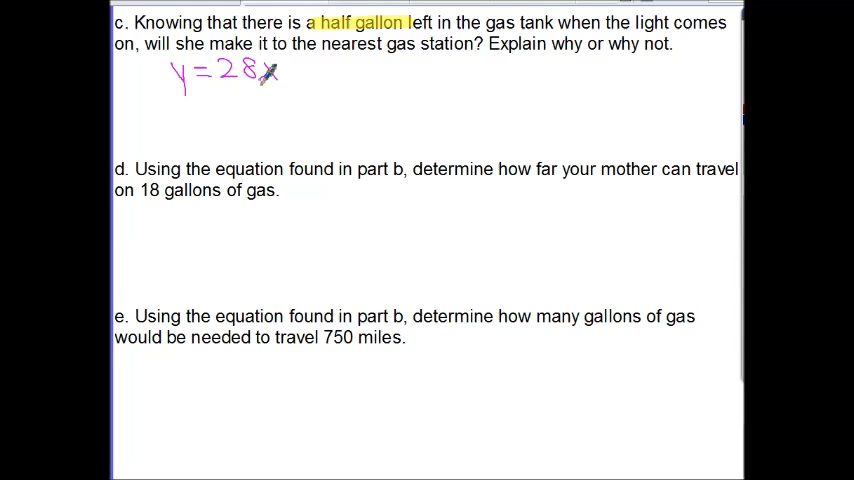 c. Knowing that there is a half gallon left in the gas tank when the light comes
on, will she make it to the nearest gas station? Explain why or why not.
y = 28x
d. Using the equation found in part b, determine how far your mother can travel
on 18 gallons of gas.
e. Using the equation found in part b, determine how many gallons of gas
would be needed to travel 750 miles.